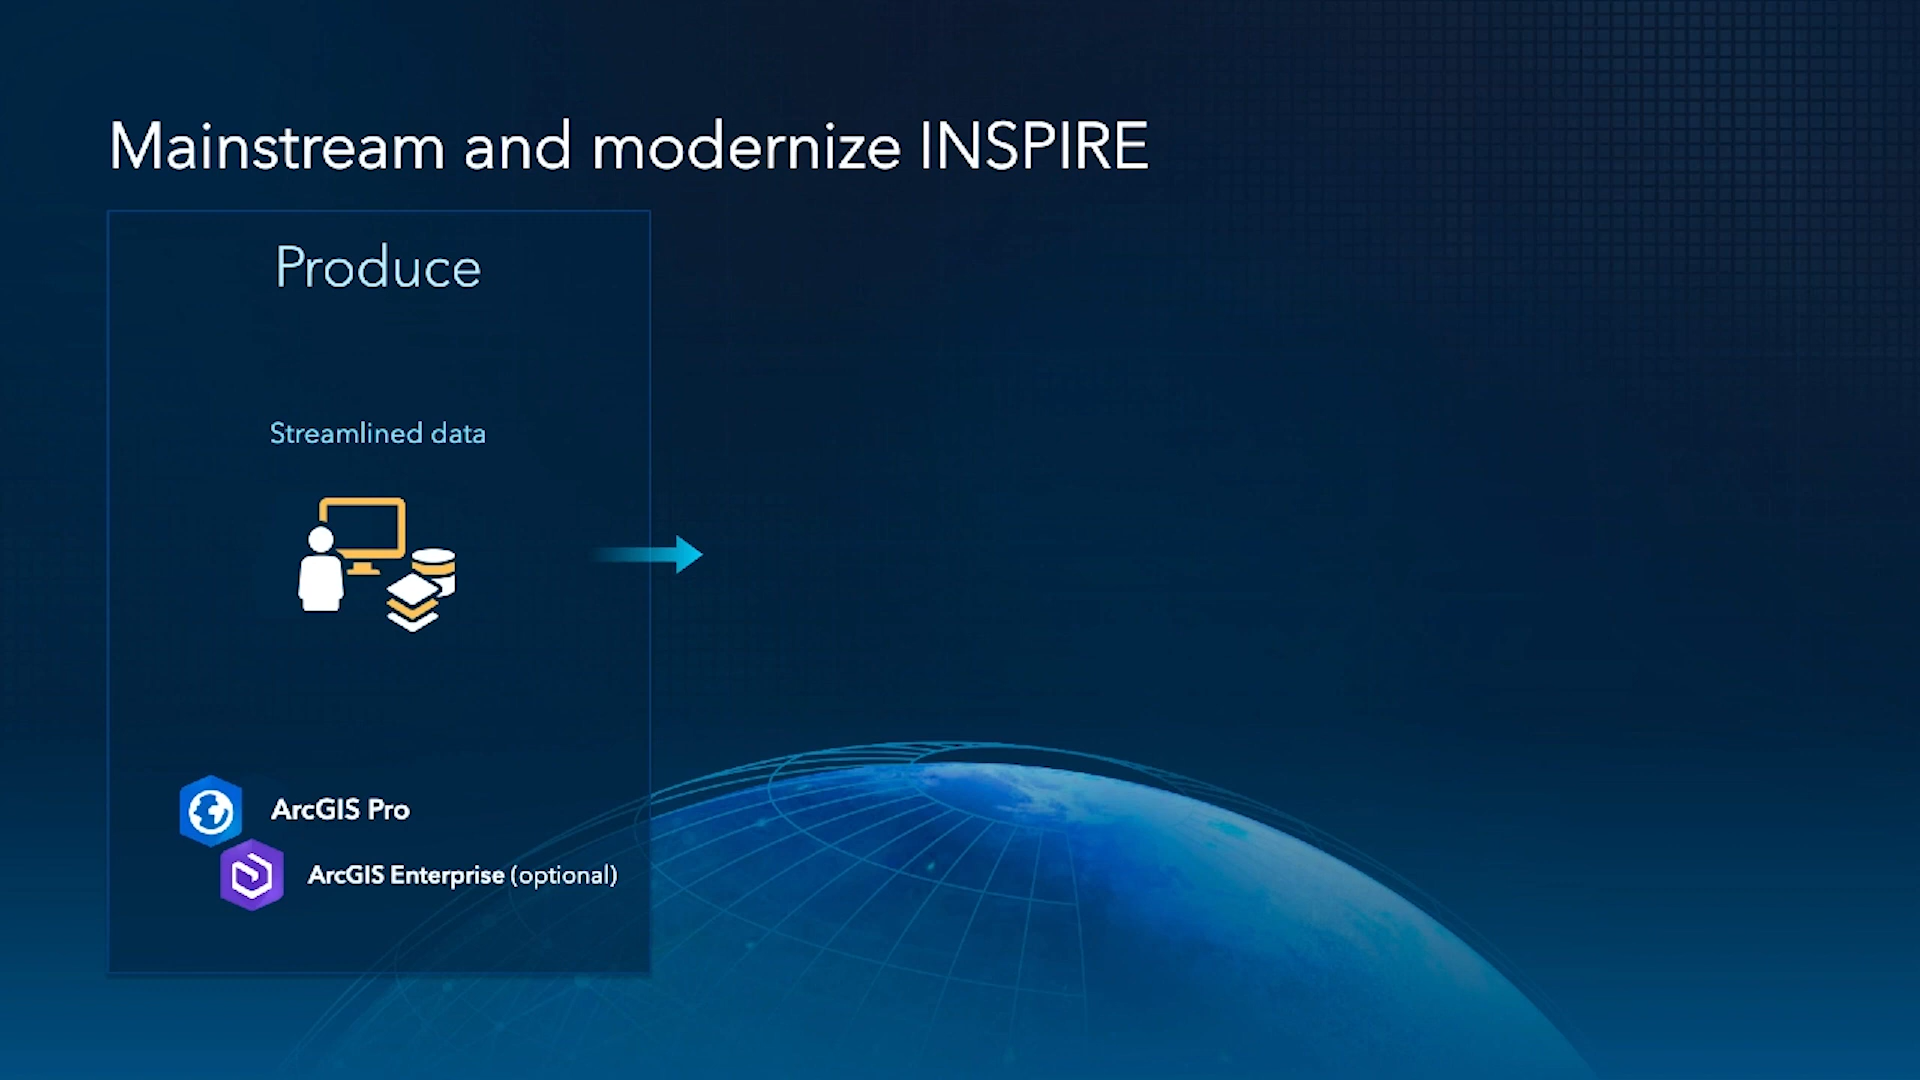 Mainstream and modernize INSPIRE
Produce
Streamlined data
ArcGIS Pro
ArcGIS Enterprise (optional)